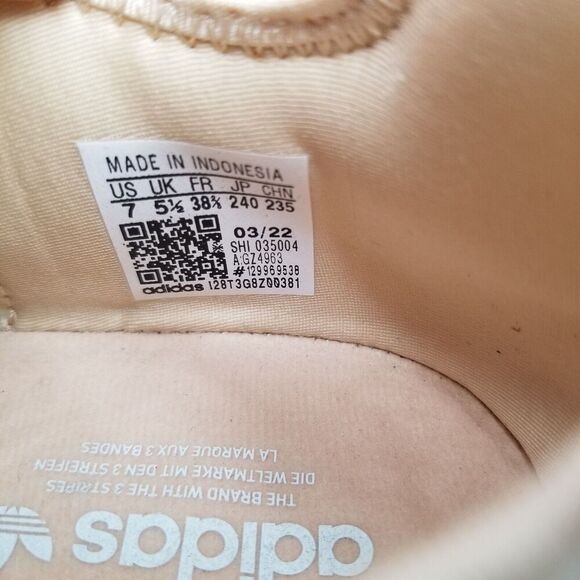 MADE IN INDONESIA
US UK FR JP CHN
7 5½ 38⅔ 240 235
03/22
SHI 035004
A:GZ4963
#129969538
adidas I28T3G8Z00381
adidas
THE BRAND WITH THE 3 STRIPES
DIE WELTMARKE MIT DEN 3 STREIFEN
LA MARQUE AUX 3 BANDES